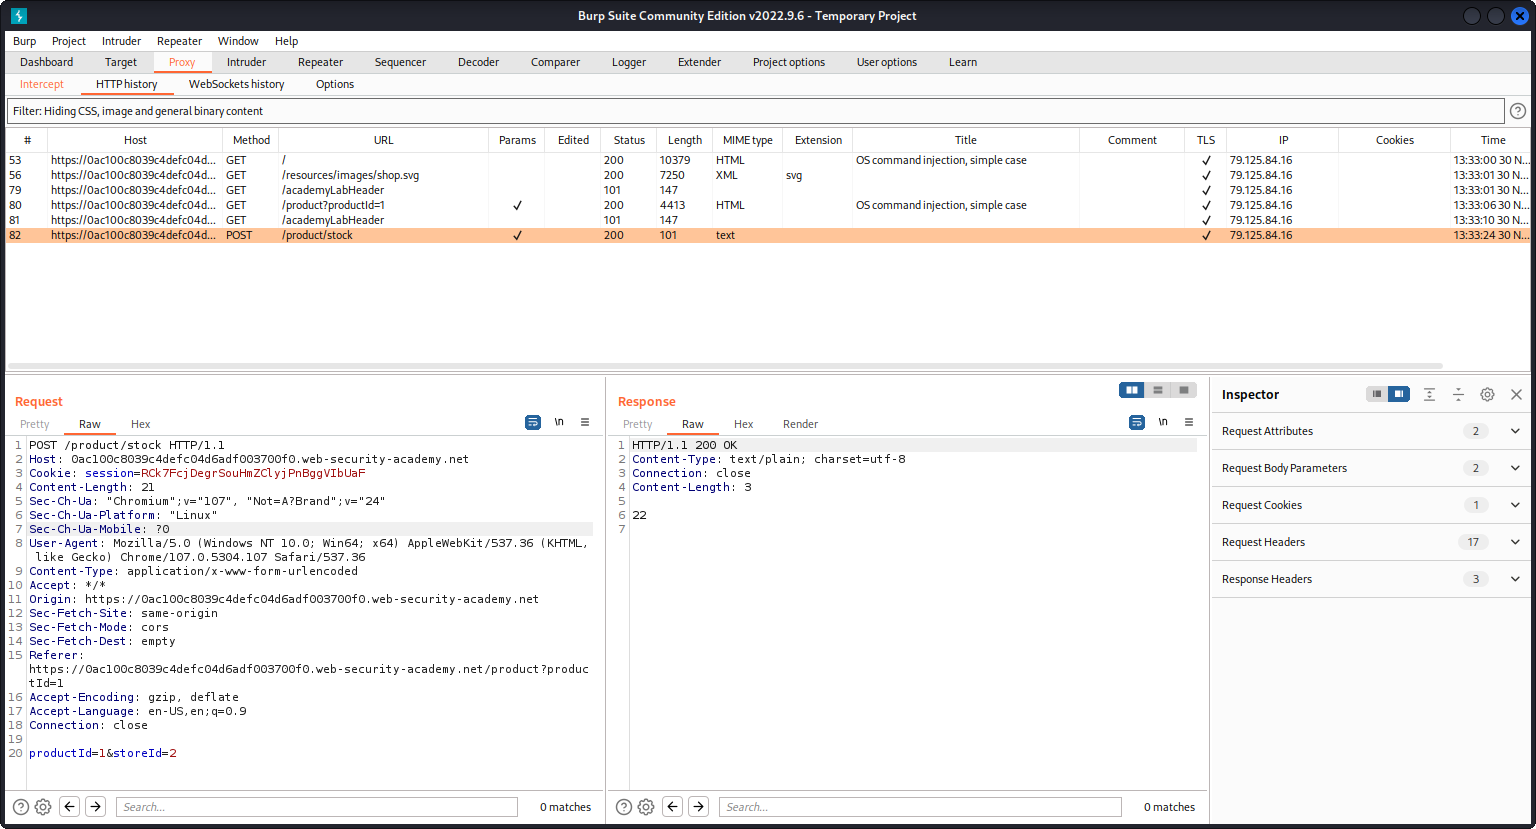 Burp Suite Community Edition v2022.9.6 - Temporary Project
Burp Project Intruder Repeater Window Help
Dashboard Target Proxy Intruder Repeater Sequencer Decoder Comparer Logger Extender Project options User options Learn
Intercept HTTP history WebSockets history Options
Filter: Hiding CSS, image and general binary content
?
# Host Method URL Params Edited Status Length MIME type Extension Title Comment TLS IP Cookies Time
53 https://0ac100c8039c4defc04d... GET / 200 10379 HTML OS command injection, simple case ✓ 79.125.84.16 13:33:00 30 N...
56 https://0ac100c8039c4defc04d... GET /resources/images/shop.svg 200 7250 XML svg ✓ 79.125.84.16 13:33:01 30 N...
79 https://0ac100c8039c4defc04d... GET /academyLabHeader 101 147 ✓ 79.125.84.16 13:33:01 30 N...
80 https://0ac100c8039c4defc04d... GET /product?productId=1 ✓ 200 4413 HTML OS command injection, simple case ✓ 79.125.84.16 13:33:06 30 N...
81 https://0ac100c8039c4defc04d... GET /academyLabHeader 101 147 ✓ 79.125.84.16 13:33:10 30 N...
82 https://0ac100c8039c4defc04d... POST /product/stock ✓ 200 101 text ✓ 79.125.84.16 13:33:24 30 N...
Request
Pretty Raw Hex
\n
1 POST /product/stock HTTP/1.1
2 Host: 0ac100c8039c4defc04d6adf003700f0.web-security-academy.net
3 Cookie: session=RCk7FcjDegrSouHmZClyjPnBggVIbUaF
4 Content-Length: 21
5 Sec-Ch-Ua: "Chromium";v="107", "Not=A?Brand";v="24"
6 Sec-Ch-Ua-Platform: "Linux"
7 Sec-Ch-Ua-Mobile: ?0
8 User-Agent: Mozilla/5.0 (Windows NT 10.0; Win64; x64) AppleWebKit/537.36 (KHTML,
like Gecko) Chrome/107.0.5304.107 Safari/537.36
9 Content-Type: application/x-www-form-urlencoded
10 Accept: */*
11 Origin: https://0ac100c8039c4defc04d6adf003700f0.web-security-academy.net
12 Sec-Fetch-Site: same-origin
13 Sec-Fetch-Mode: cors
14 Sec-Fetch-Dest: empty
15 Referer:
https://0ac100c8039c4defc04d6adf003700f0.web-security-academy.net/product?produc
tId=1
16 Accept-Encoding: gzip, deflate
17 Accept-Language: en-US,en;q=0.9
18 Connection: close
19
20 productId=1&storeId=2
? Search... 0 matches
Response
Pretty Raw Hex Render
\n
1 HTTP/1.1 200 OK
2 Content-Type: text/plain; charset=utf-8
3 Connection: close
4 Content-Length: 3
5
6 22
7
? Search... 0 matches
Inspector
Request Attributes 2
Request Body Parameters 2
Request Cookies 1
Request Headers 17
Response Headers 3